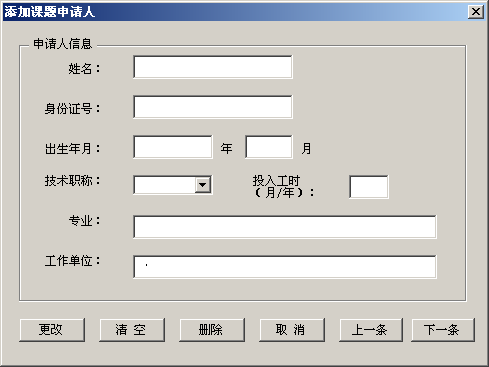 添加课题申请人
申请人信息
姓名：
身份证号：
出生年月： 年 月
技术职称： 投入工时
（月/年）：
专业：
工作单位：
更改 清 空 删除 取 消 上一条 下一条